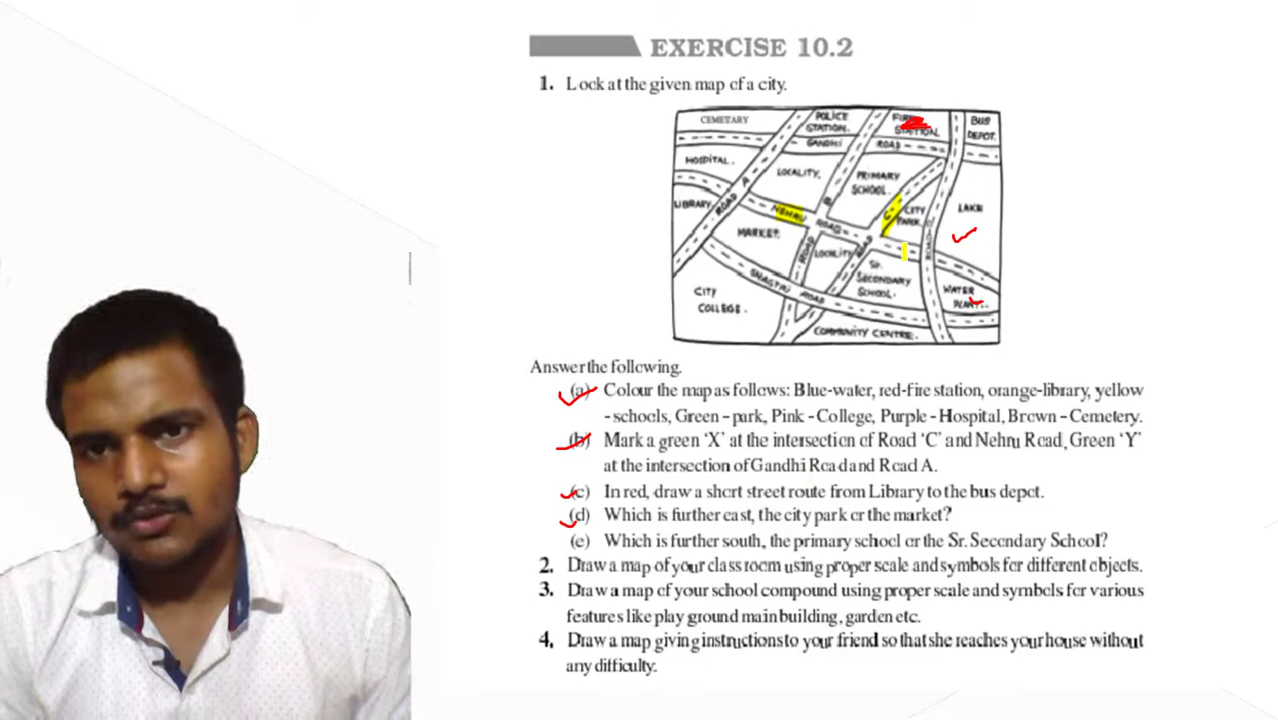 EXERCISE 10.2
1. Look at the given map of a city.
CEMETARY
POLICE STATION.
FIRE STATION
BUS DEPOT.
GANDHI ROAD
HOSPITAL.
LOCALITY.
PRIMARY SCHOOL.
LIBRARY
ROAD A
NEHRU ROAD
B
C
CITY PARK.
LAKE
MARKET.
ROAD
LOCALITY
ROAD
ROAD D
Sr. SECONDARY SCHOOL.
SHASTRI ROAD
WATER PLANT.
CITY COLLEGE.
COMMUNITY CENTRE.
Answer the following.
(a) Colour the map as follows: Blue-water, red-fire station, orange-library, yellow
-schools, Green-park, Pink-College, Purple-Hospital, Brown-Cemetery.
(b) Mark a green 'X' at the intersection of Road 'C' and Nehru Road, Green 'Y'
at the intersection of Gandhi Road and Road A.
(c) In red, draw a short street route from Library to the bus depot.
(d) Which is further east, the city park or the market?
(e) Which is further south, the primary school or the Sr. Secondary School?
2. Draw a map of your class room using proper scale and symbols for different objects.
3. Draw a map of your school compound using proper scale and symbols for various
features like play ground main building, garden etc.
4. Draw a map giving instructions to your friend so that she reaches your house without
any difficulty.